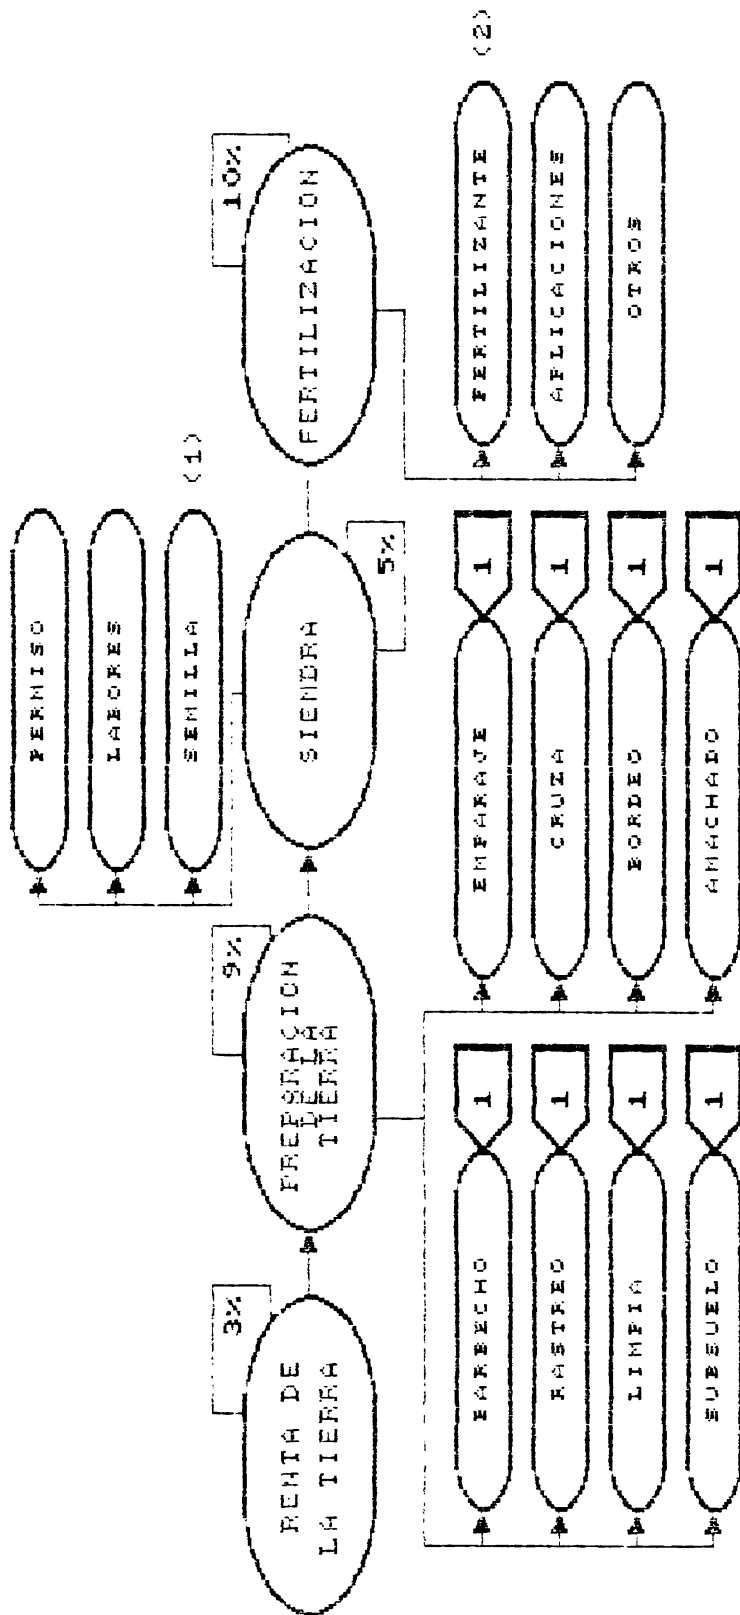 PERMISO
LABORES
SEMILLA
(1)
3%
RENTA DE
LA TIERRA
9%
PREPARACION
DE LA
TIERRA
SIEMBRA
5%
10%
FERTILIZACION
BARBECHO 1
RASTREO 1
LIMPIA 1
SUBSUELO 1
EMPARAJE 1
CRUZA 1
BORDEO 1
AMACHADO 1
FERTILIZANTE
(2)
APLICACIONES
OTROS